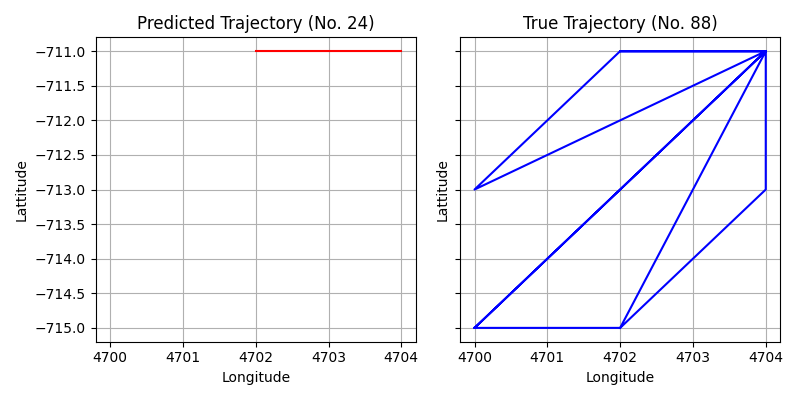 Predicted Trajectory (No. 24)
−711.0
−711.5
−712.0
−712.5
−713.0
−713.5
−714.0
−714.5
−715.0
Lattitude
4700 4701 4702 4703 4704
Longitude
True Trajectory (No. 88)
Lattitude
4700 4701 4702 4703 4704
Longitude